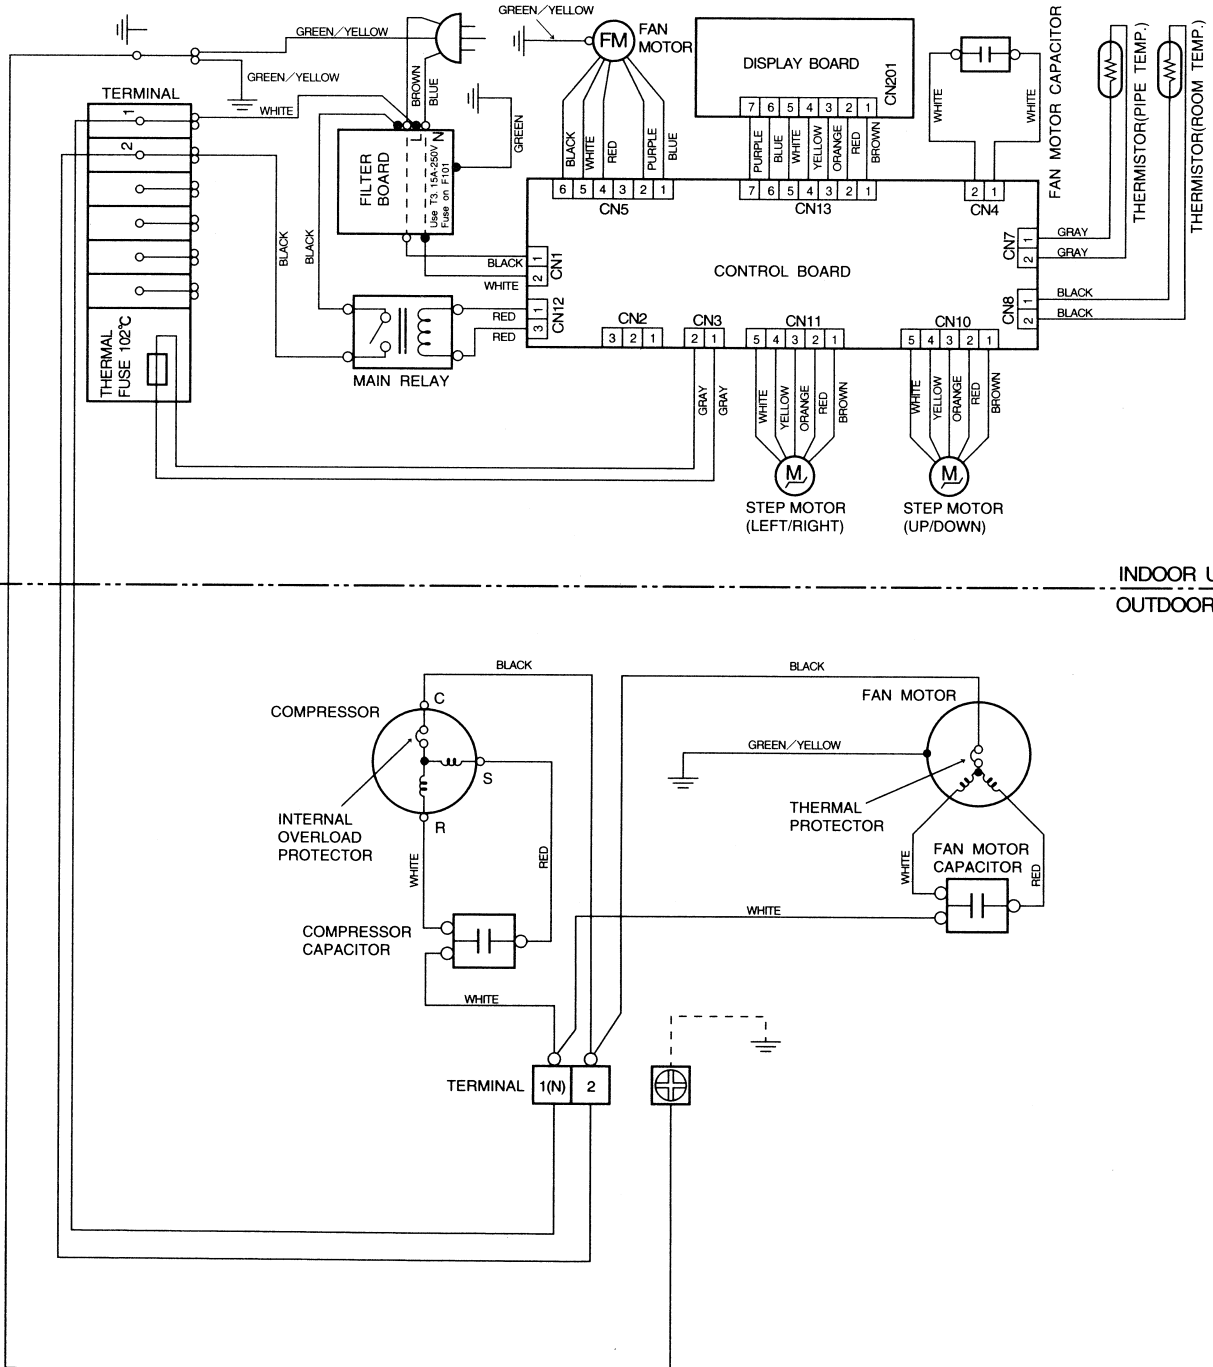 GREEN/YELLOW
GREEN/YELLOW
GREEN/YELLOW
FM
FAN
MOTOR
DISPLAY BOARD
CN201
7 6 5 4 3 2 1
FAN MOTOR CAPACITOR
THERMISTOR(PIPE TEMP.)
THERMISTOR(ROOM TEMP.)
TERMINAL
1
2
WHITE
BROWN
BLUE
GREEN
WHITE
WHITE
BLACK
WHITE
RED
PURPLE
BLUE
PURPLE
BLUE
WHITE
YELLOW
ORANGE
RED
BROWN
L
N
FILTER
BOARD
Use T3. 15A-250V
Fuse on F101
6 5 4 3 2 1
CN5
7 6 5 4 3 2 1
CN13
2 1
CN4
BLACK
BLACK
BLACK
WHITE
1
2
CN1
CONTROL BOARD
CN7
1
2
GRAY
GRAY
RED
RED
1
3
CN12
CN8
1
2
BLACK
BLACK
THERMAL
FUSE 102°C
MAIN RELAY
CN2
3 2 1
CN3
2 1
CN11
5 4 3 2 1
CN10
5 4 3 2 1
GRAY
GRAY
WHITE
YELLOW
ORANGE
RED
BROWN
WHITE
YELLOW
ORANGE
RED
BROWN
M
M
STEP MOTOR
(LEFT/RIGHT)
STEP MOTOR
(UP/DOWN)
INDOOR U
OUTDOOR
BLACK
BLACK
COMPRESSOR
C
S
R
FAN MOTOR
GREEN/YELLOW
INTERNAL
OVERLOAD
PROTECTOR
THERMAL
PROTECTOR
WHITE
RED
WHITE
FAN MOTOR
CAPACITOR
RED
COMPRESSOR
CAPACITOR
WHITE
WHITE
TERMINAL
1(N)
2